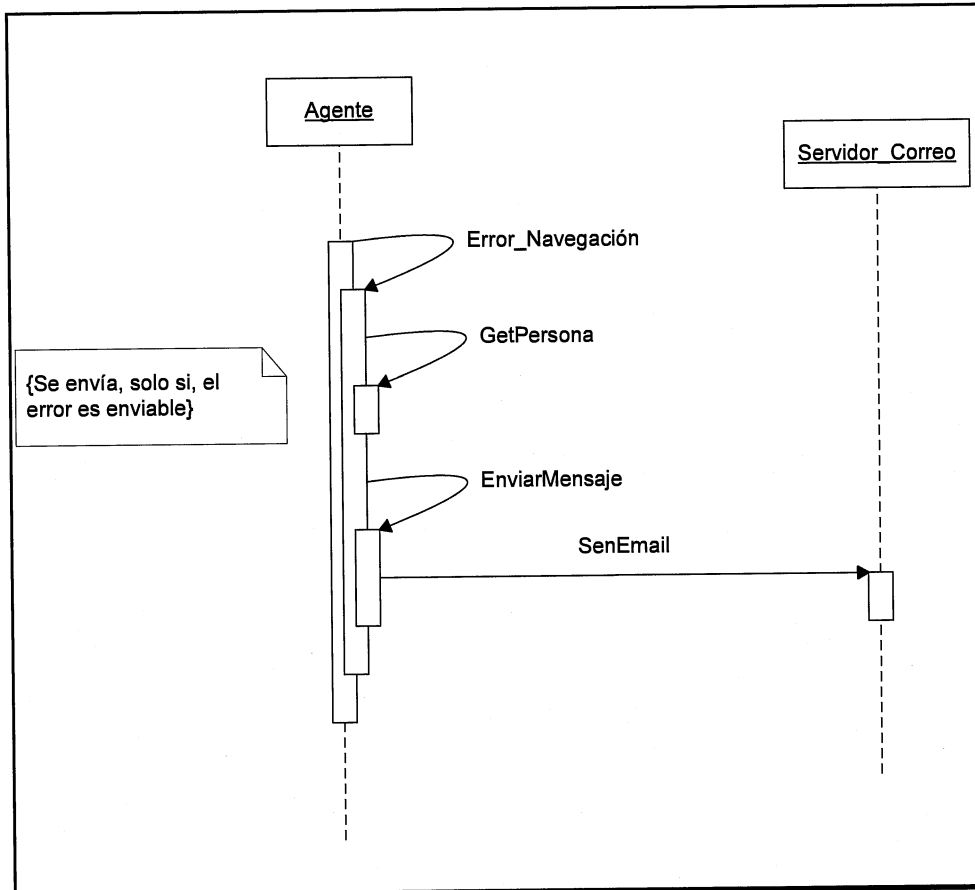 Agente
Servidor_Correo
Error_Navegación
GetPersona
{Se envía, solo si, el
error es enviable}
EnviarMensaje
SenEmail